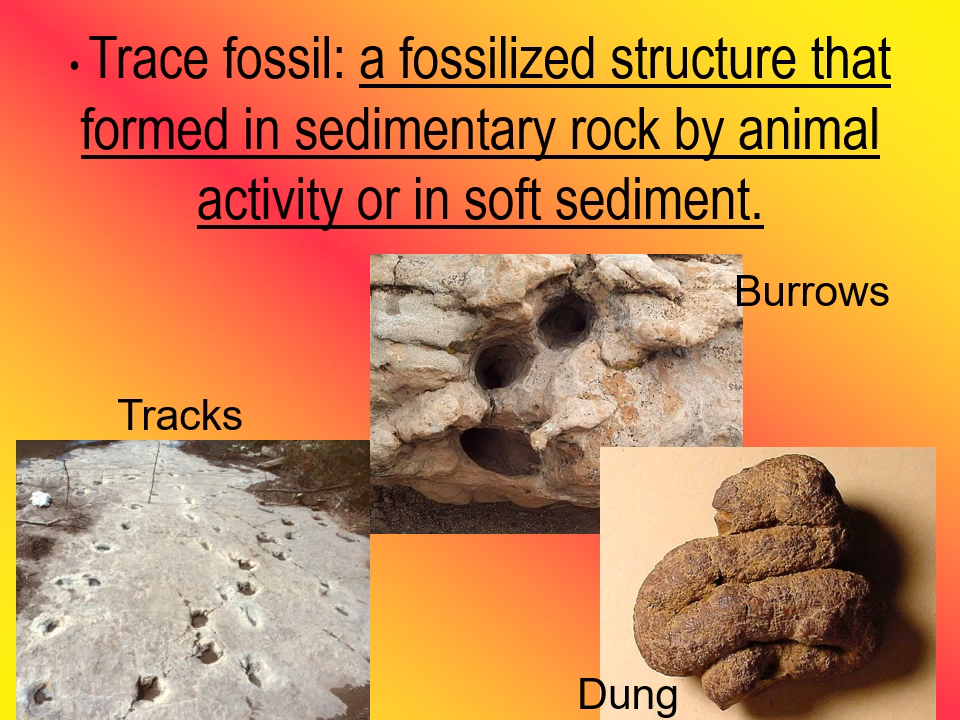 • Trace fossil: a fossilized structure that
formed in sedimentary rock by animal
activity or in soft sediment.
Burrows
Tracks
Dung